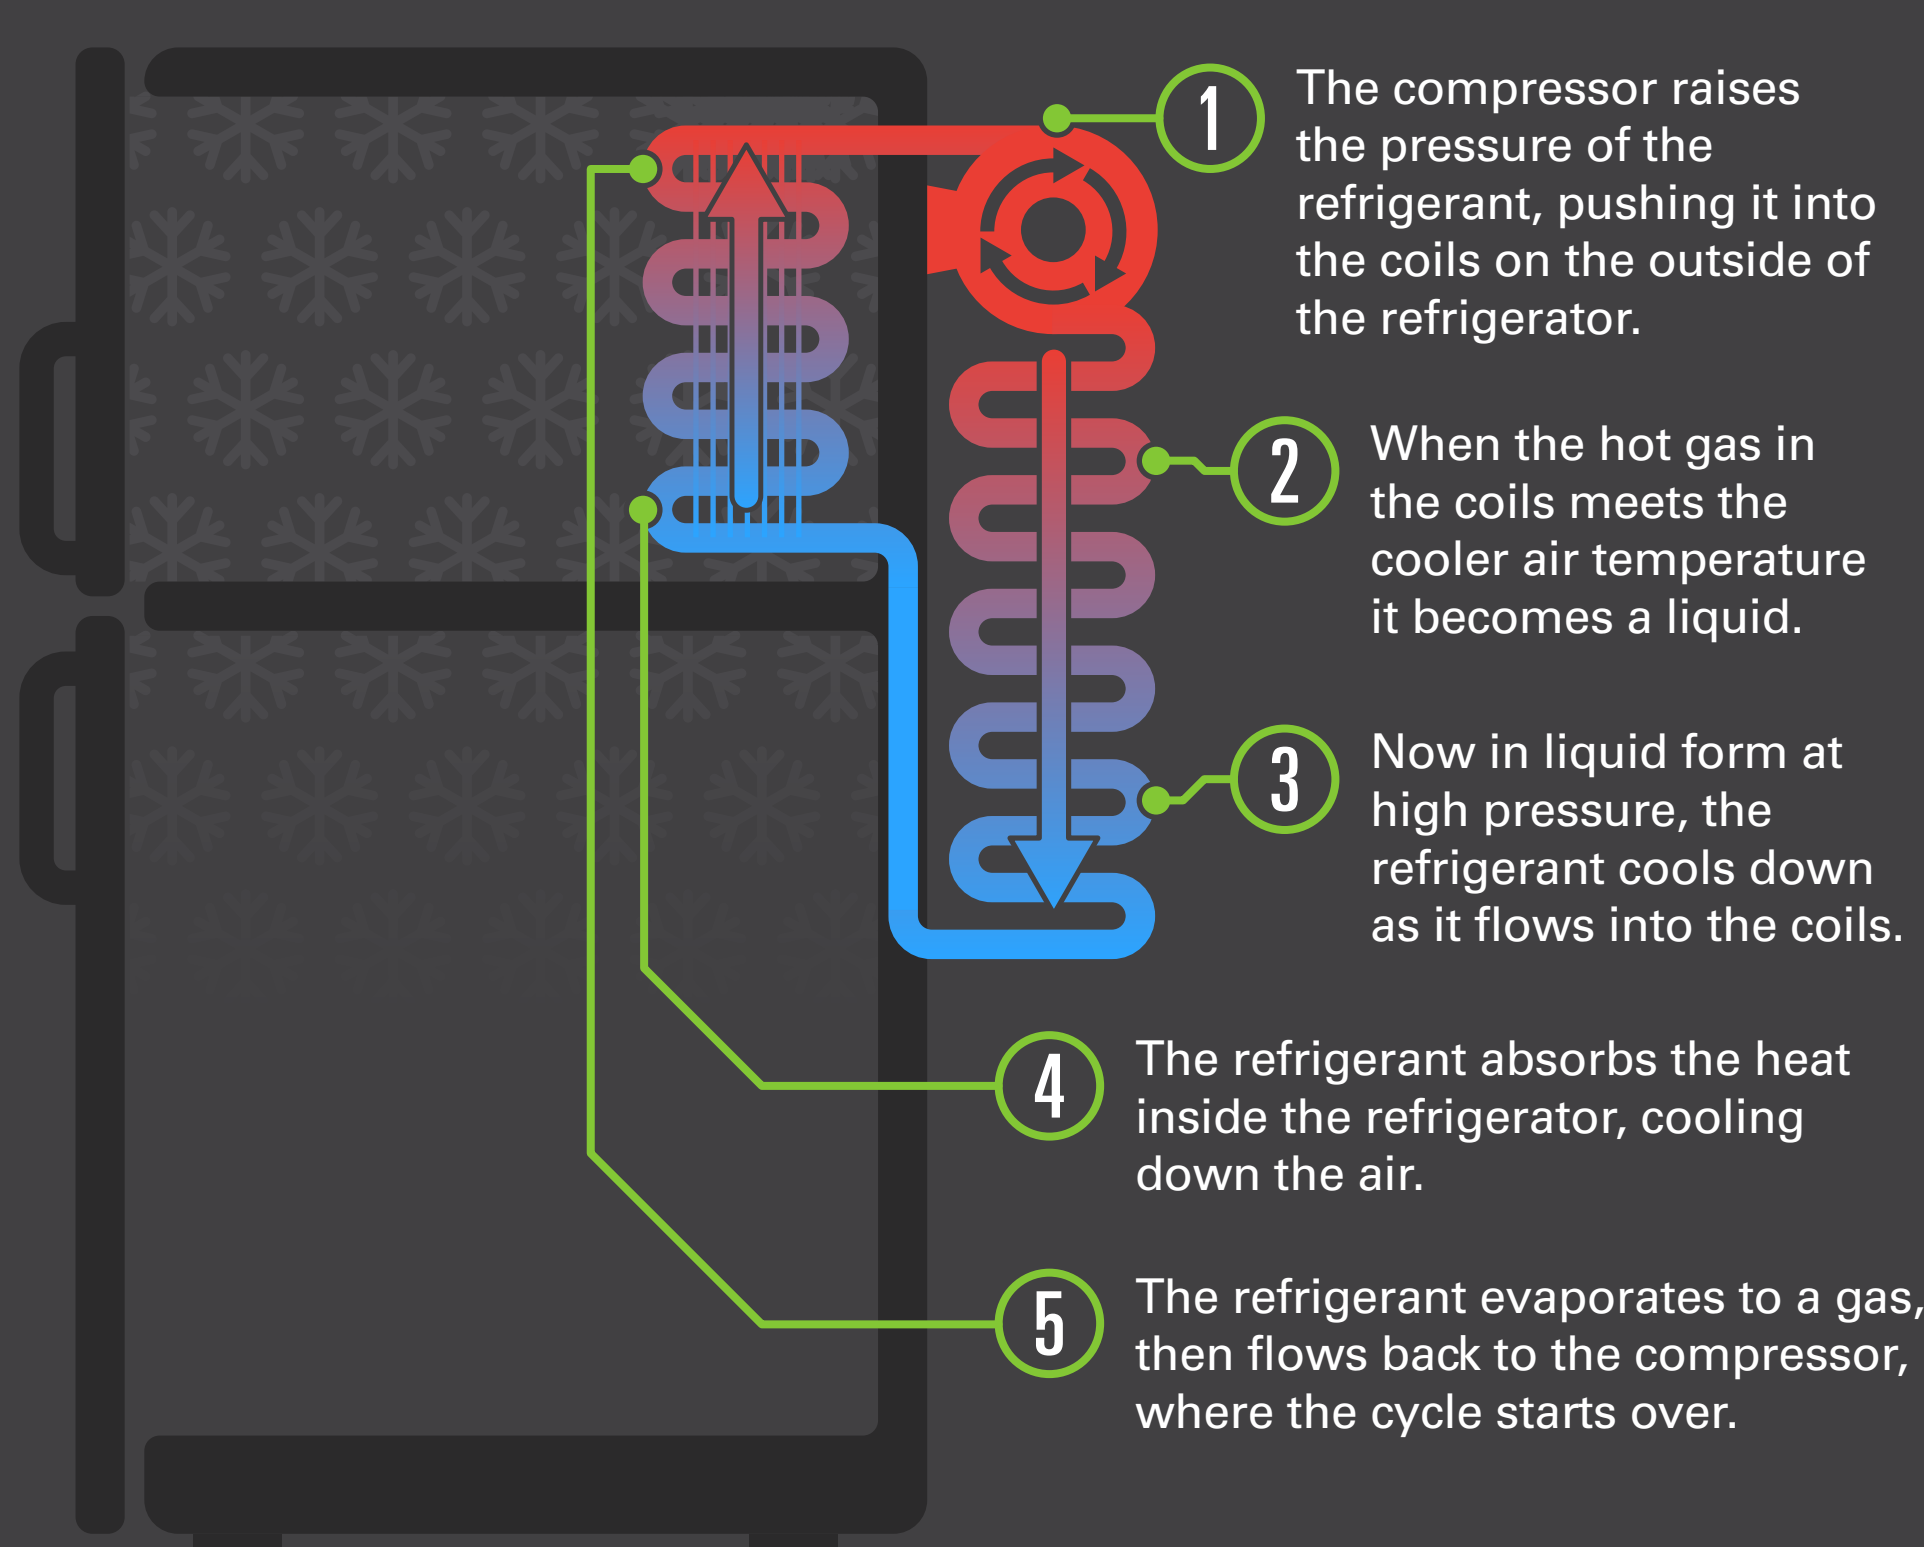 1
The compressor raises
the pressure of the
refrigerant, pushing it into
the coils on the outside of
the refrigerator.
2
When the hot gas in
the coils meets the
cooler air temperature
it becomes a liquid.
3
Now in liquid form at
high pressure, the
refrigerant cools down
as it flows into the coils.
4
The refrigerant absorbs the heat
inside the refrigerator, cooling
down the air.
5
The refrigerant evaporates to a gas,
then flows back to the compressor,
where the cycle starts over.